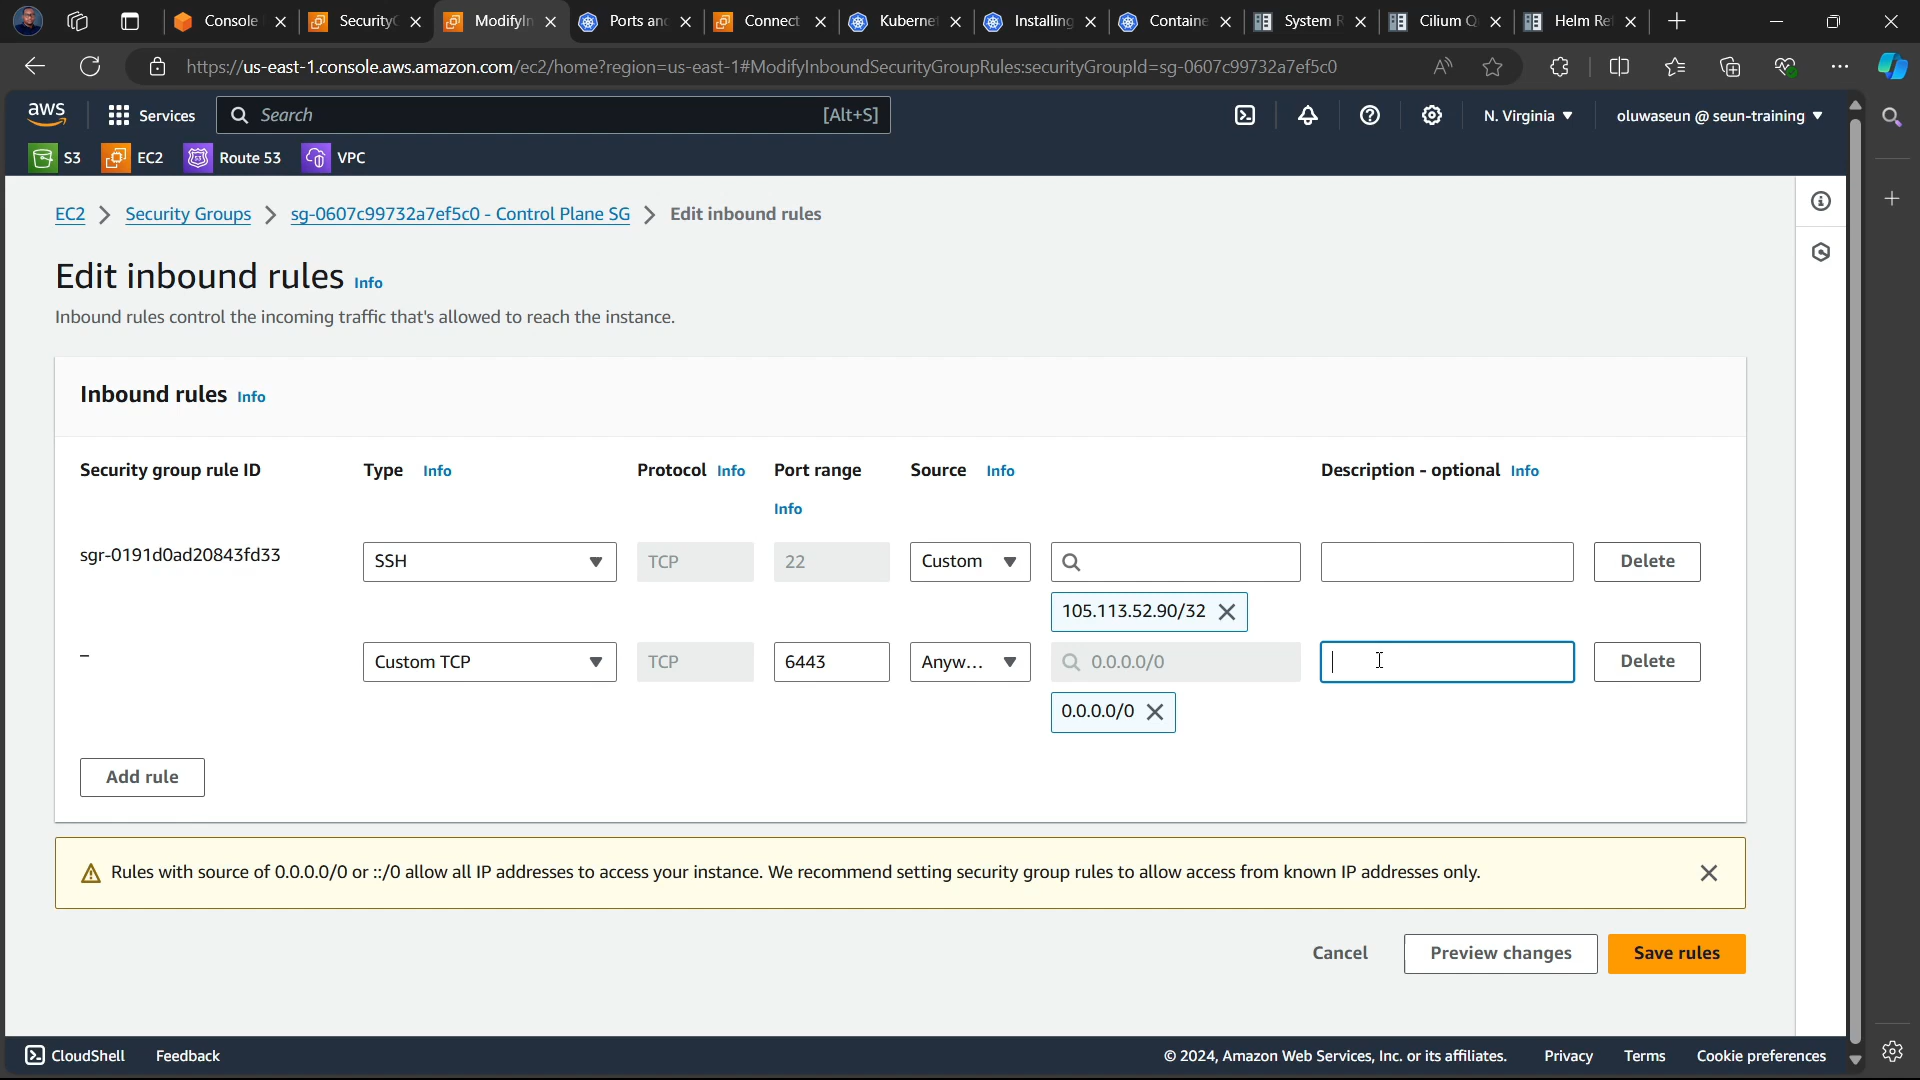 Console
Security
ModifyIn
Ports and
Connect
Kubernet
Installing
Containe
System R
Cilium Q
Helm Ref
https://us-east-1.console.aws.amazon.com/ec2/home?region=us-east-1#ModifyInboundSecurityGroupRules:securityGroupId=sg-0607c99732a7ef5c0
aws
Services
Search
[Alt+S]
N. Virginia
oluwaseun @ seun-training
S3
EC2
Route 53
VPC
EC2 > Security Groups > sg-0607c99732a7ef5c0 - Control Plane SG > Edit inbound rules
Edit inbound rules Info
Inbound rules control the incoming traffic that's allowed to reach the instance.
Inbound rules Info
Security group rule ID
Type Info
Protocol Info
Port range
Info
Source Info
Description - optional Info
sgr-0191d0ad20843fd33
SSH
TCP
22
Custom
Delete
105.113.52.90/32
–
Custom TCP
TCP
6443
Anyw...
0.0.0.0/0
Delete
0.0.0.0/0
Add rule
Rules with source of 0.0.0.0/0 or ::/0 allow all IP addresses to access your instance. We recommend setting security group rules to allow access from known IP addresses only.
Cancel
Preview changes
Save rules
CloudShell
Feedback
© 2024, Amazon Web Services, Inc. or its affiliates.
Privacy
Terms
Cookie preferences